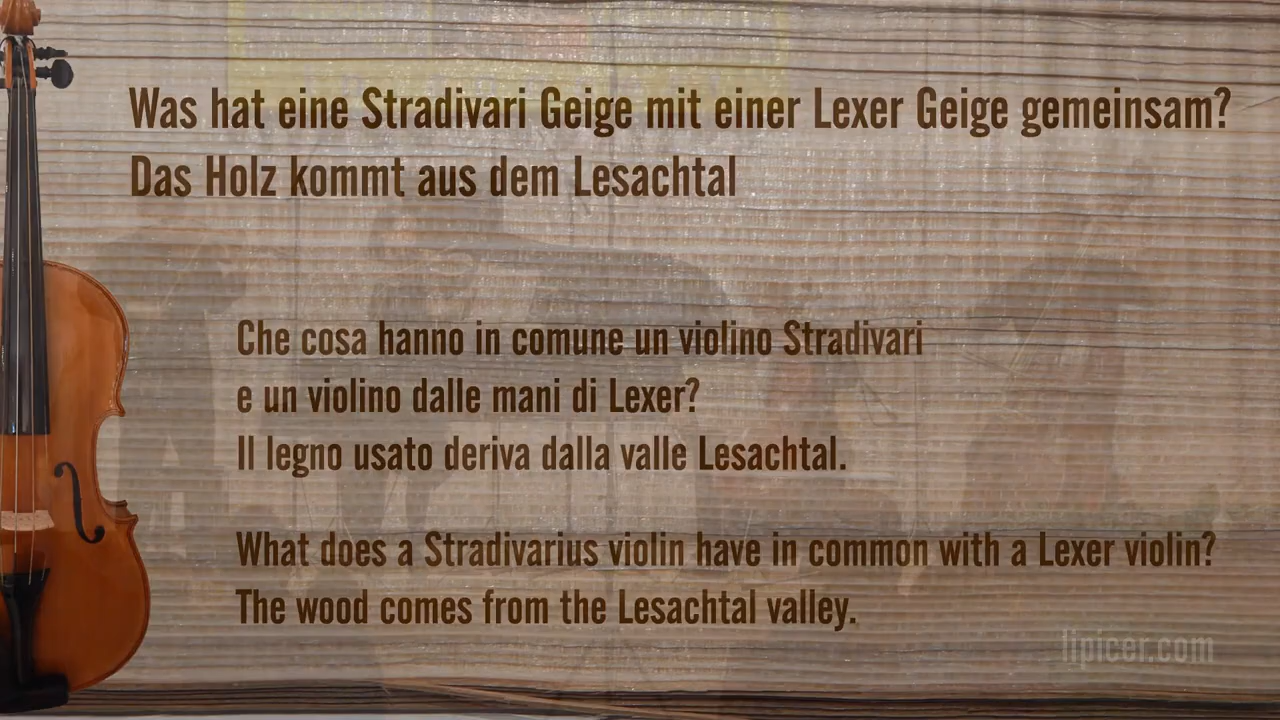 Was hat eine Stradivari Geige mit einer Lexer Geige gemeinsam?
Das Holz kommt aus dem Lesachtal
Che cosa hanno in comune un violino Stradivari
e un violino dalle mani di Lexer?
Il legno usato deriva dalla valle Lesachtal.
What does a Stradivarius violin have in common with a Lexer violin?
The wood comes from the Lesachtal valley.
lipicer.com